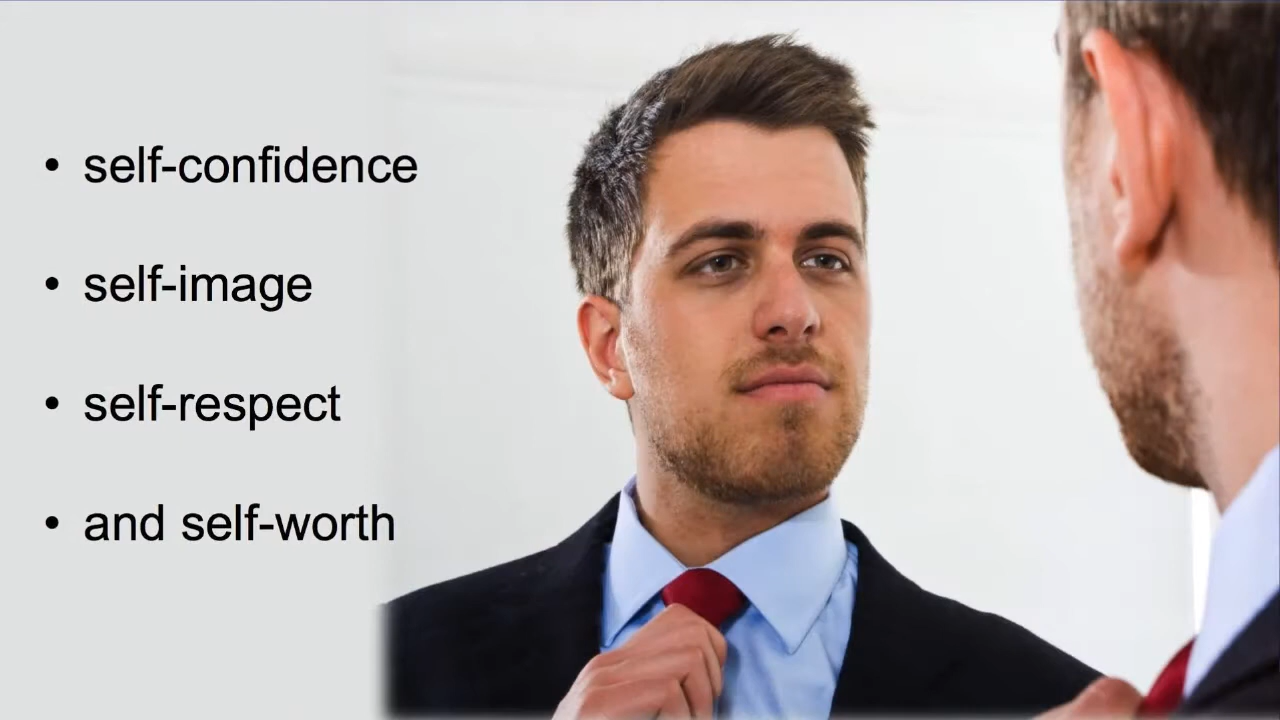 • self-confidence
• self-image
• self-respect
• and self-worth